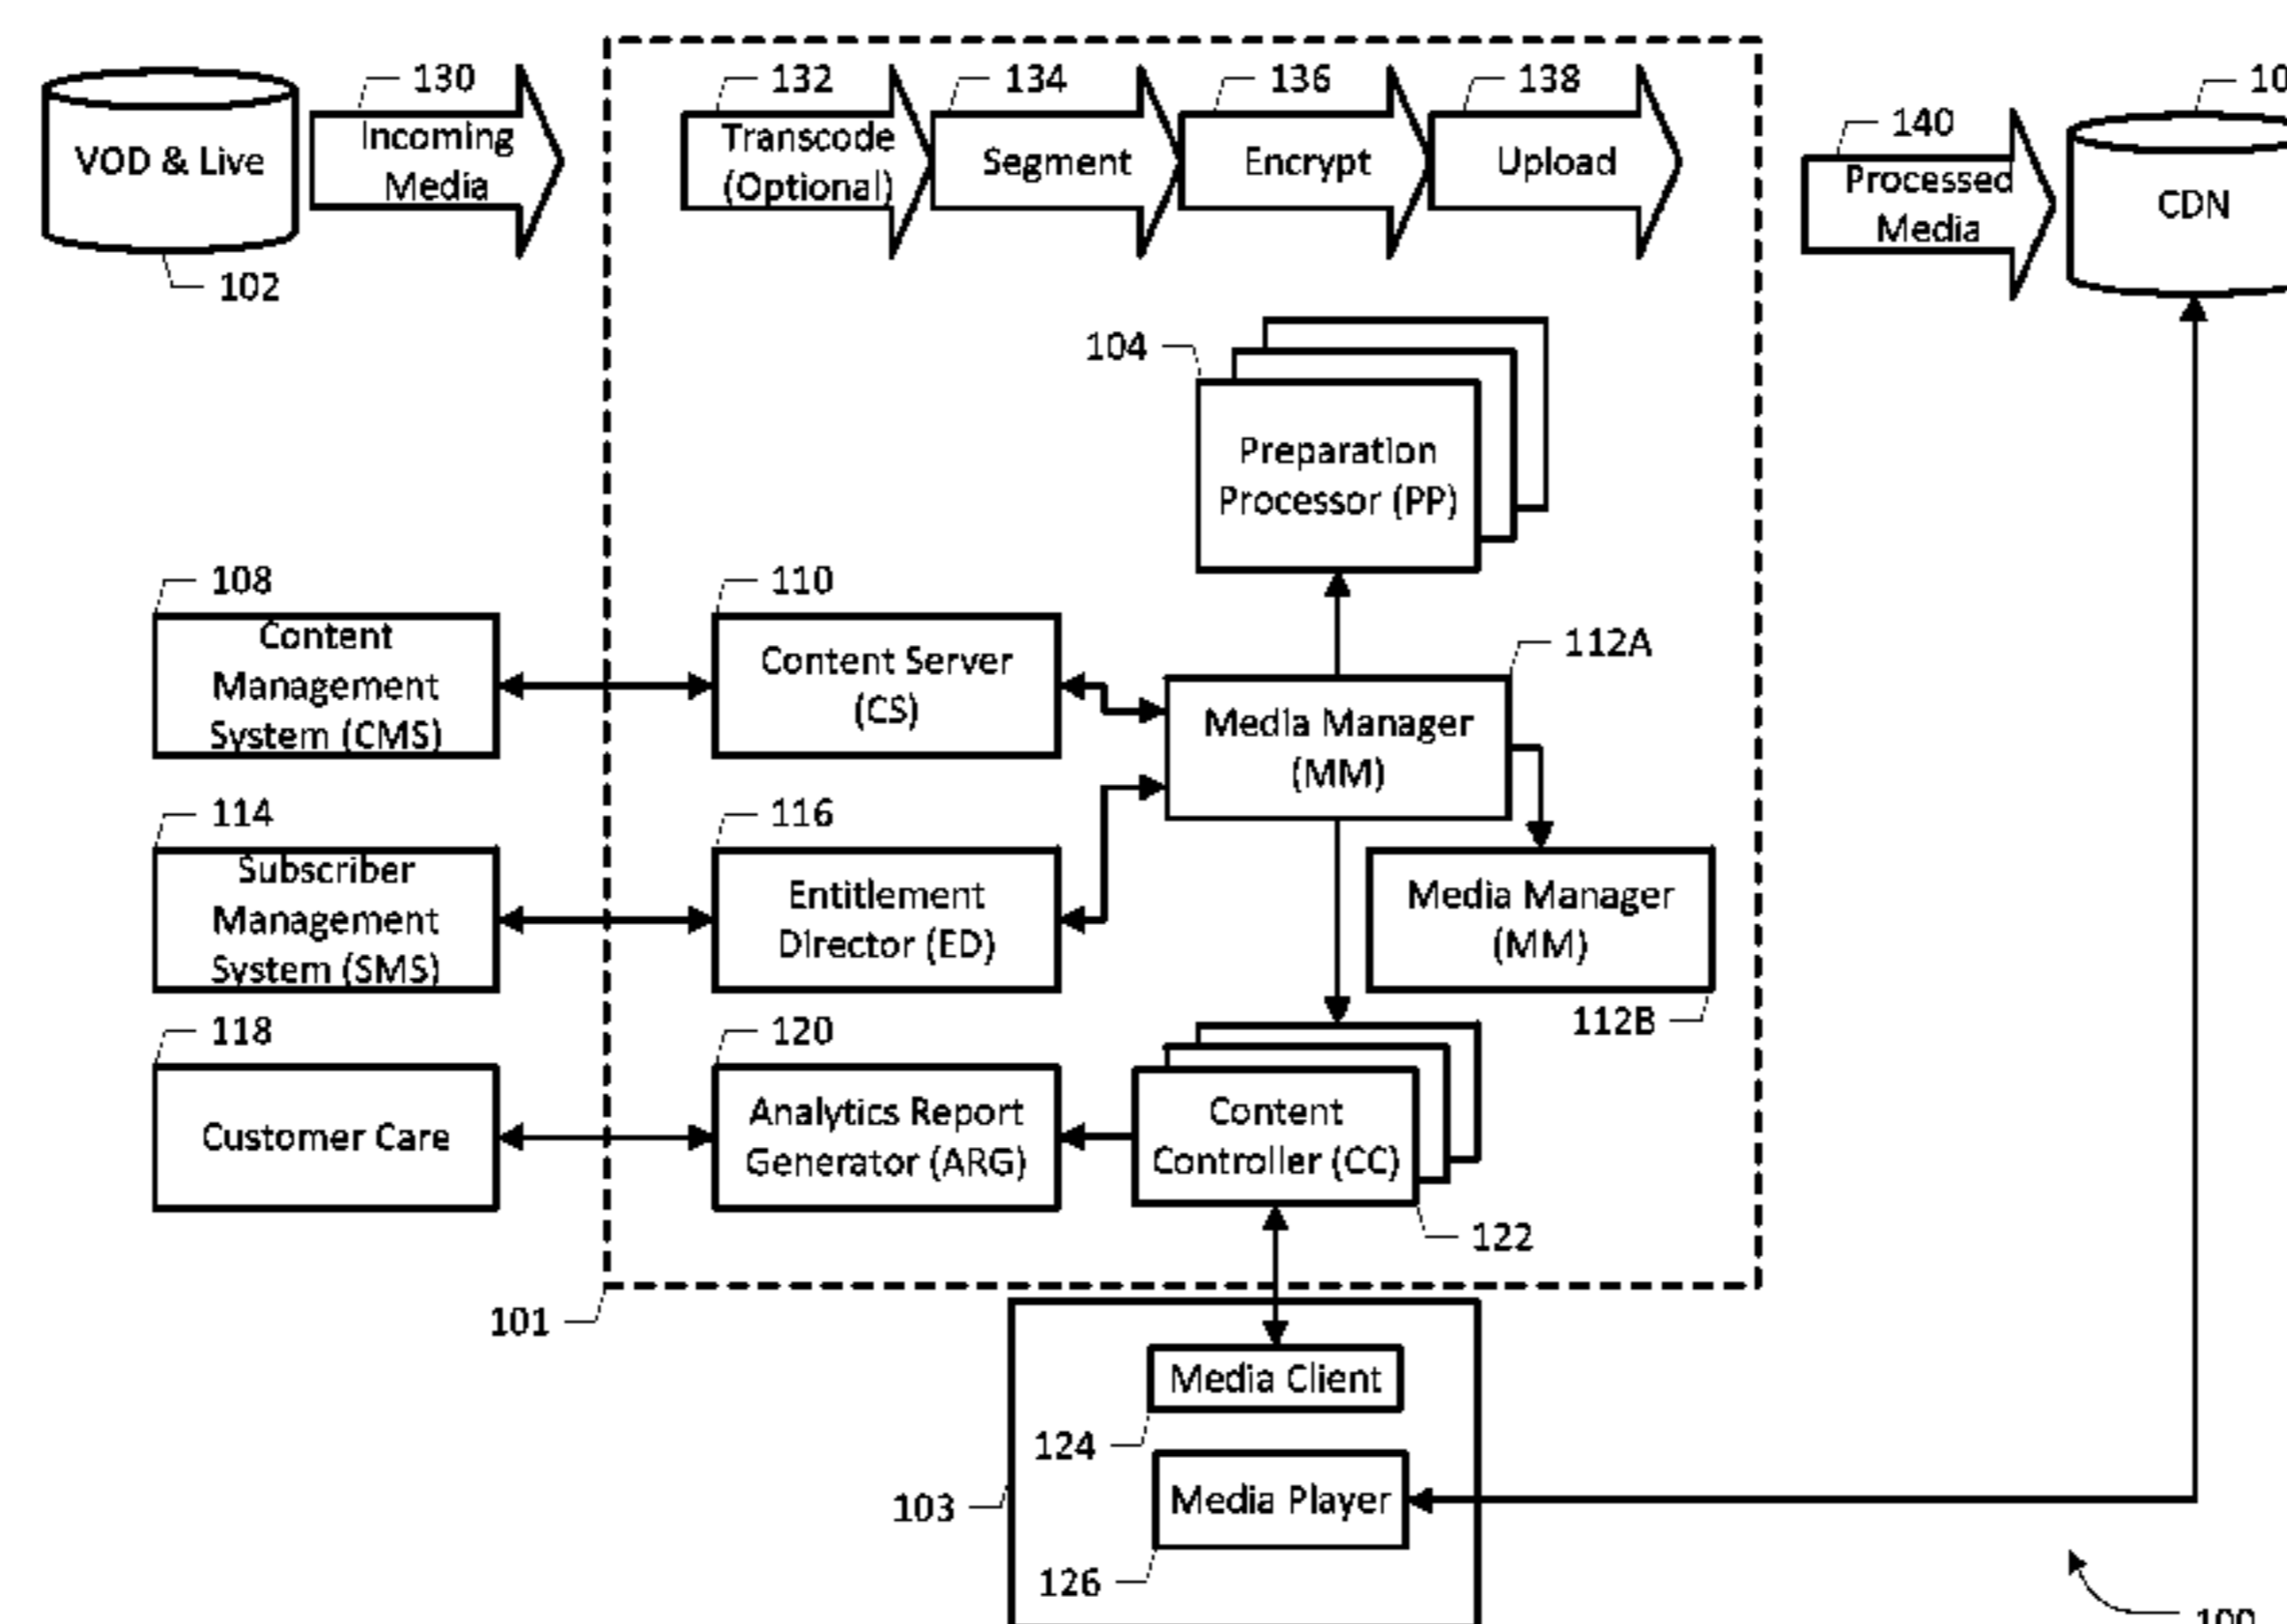 130
132
134
136
138
10
VOD & Live
Incoming
Media
Transcode
(Optional)
Segment
Encrypt
Upload
140
Processed
Media
CDN
102
104
Preparation
Processor (PP)
108
Content
Management
System (CMS)
110
Content Server
(CS)
112A
Media Manager
(MM)
114
Subscriber
Management
System (SMS)
116
Entitlement
Director (ED)
Media Manager
(MM)
112B
118
Customer Care
120
Analytics Report
Generator (ARG)
Content
Controller (CC)
122
101
Media Client
124
103
Media Player
126
100